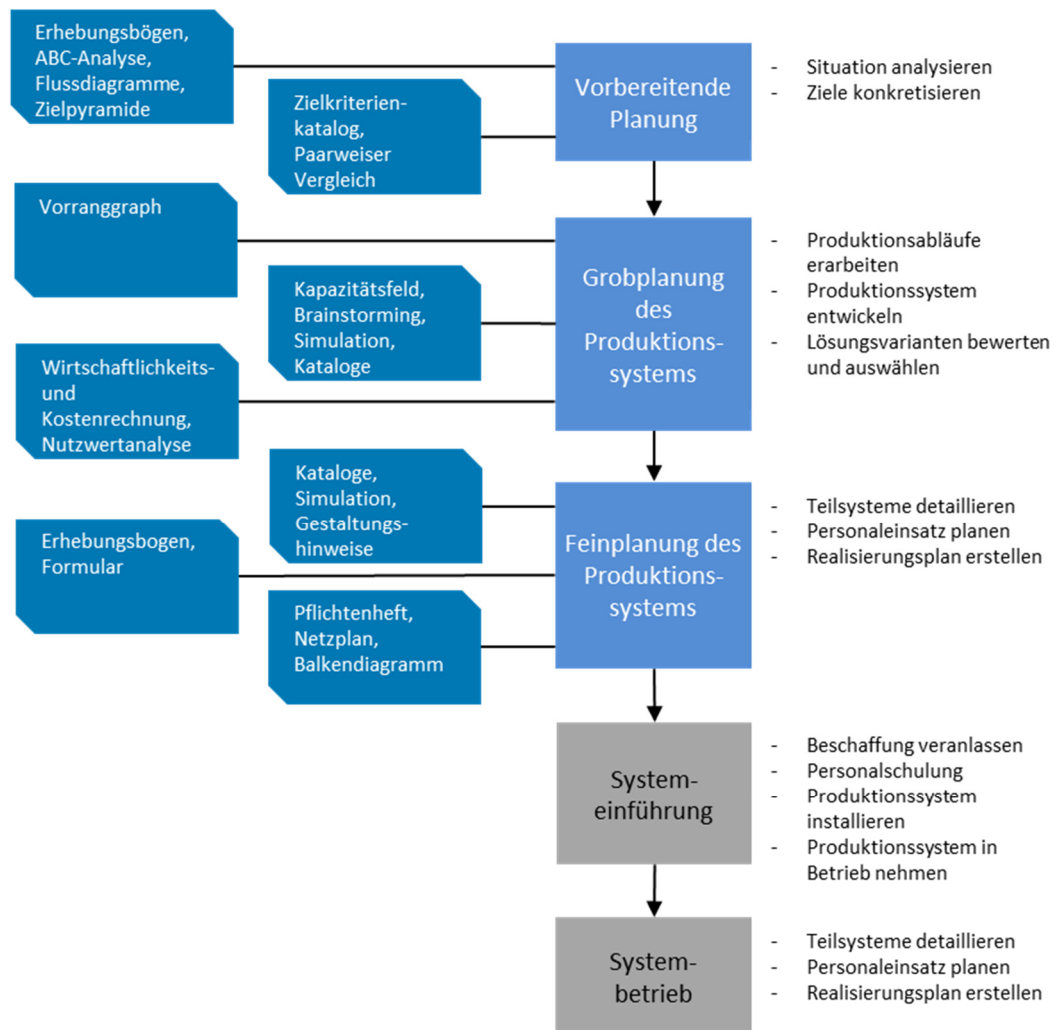 Erhebungsbögen,
ABC-Analyse,
Flussdiagramme,
Zielpyramide
Zielkriterien-
katalog,
Paarweiser
Vergleich
Vorbereitende
Planung
- Situation analysieren
- Ziele konkretisieren
Vorranggraph
Kapazitätsfeld,
Brainstorming,
Simulation,
Kataloge
Wirtschaftlichkeits-
und
Kostenrechnung,
Nutzwertanalyse
Grobplanung
des
Produktions-
systems
- Produktionsabläufe
erarbeiten
- Produktionssystem
entwickeln
- Lösungsvarianten bewerten
und auswählen
Kataloge,
Simulation,
Gestaltungs-
hinweise
Erhebungsbogen,
Formular
Pflichtenheft,
Netzplan,
Balkendiagramm
Feinplanung des
Produktions-
systems
- Teilsysteme detaillieren
- Personaleinsatz planen
- Realisierungsplan erstellen
System-
einführung
- Beschaffung veranlassen
- Personalschulung
- Produktionssystem
installieren
- Produktionssystem in
Betrieb nehmen
System-
betrieb
- Teilsysteme detaillieren
- Personaleinsatz planen
- Realisierungsplan erstellen